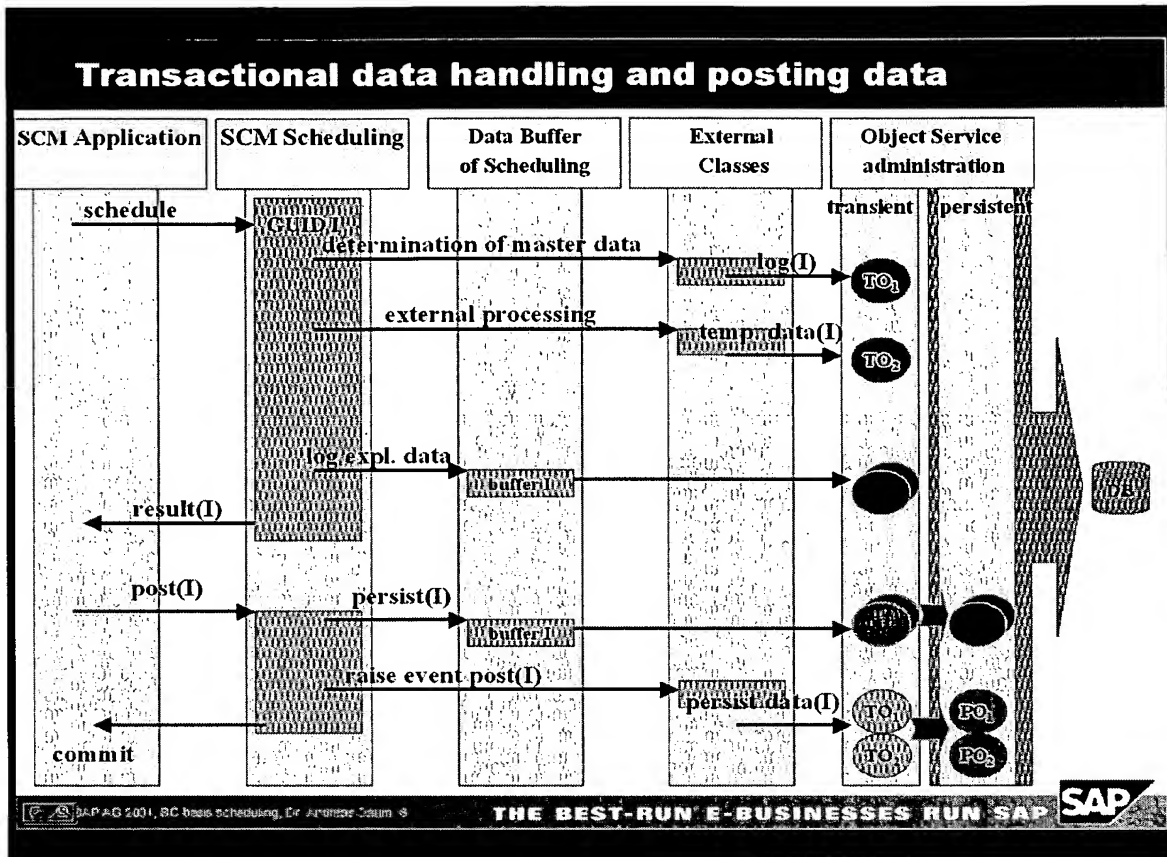 Transactional data handling and posting data
SCM Application
SCM Scheduling
Data Buffer
of Scheduling
External
Classes
Object Service
administration
transient
persistent
schedule
GUID I
determination of master data
log(I)
TO1
external processing
temp. data(I)
TO2
log expl. data
buffer I
result(I)
DB
post(I)
persist(I)
buffer I
raise event post(I)
persist data(I)
TO
PO1
commit
TO
PO2
SAP AG 2001, BC basis scheduling, Dr.
THE BEST-RUN E-BUSINESSES RUN SAP
SAP